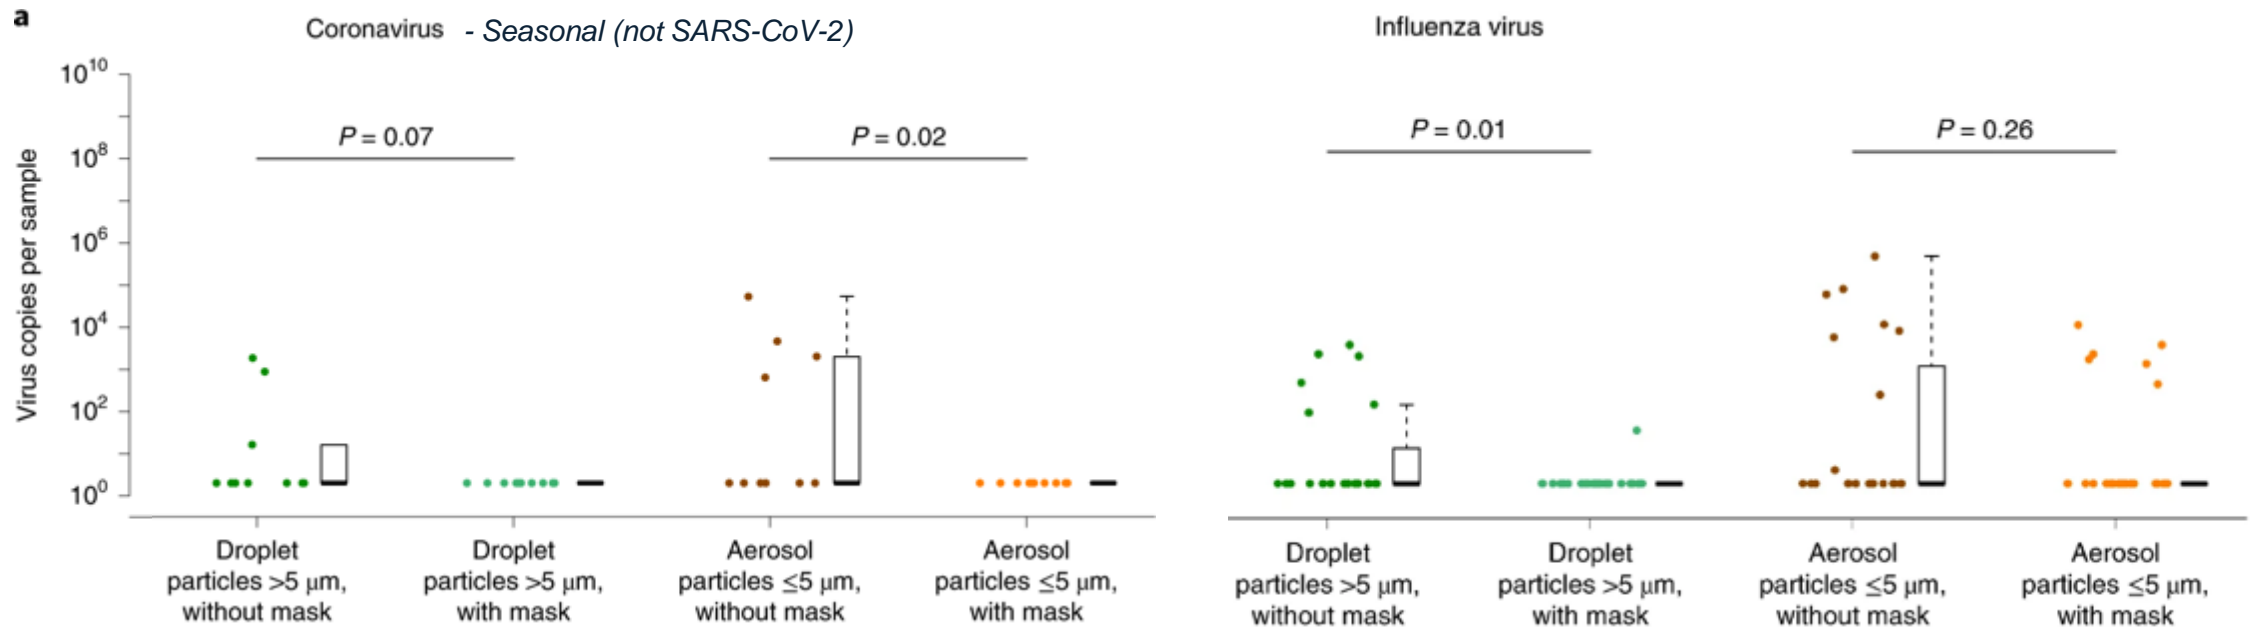 a
Coronavirus - Seasonal (not SARS-CoV-2)
Influenza virus
Virus copies per sample
10^10
10^8
10^6
10^4
10^2
10^0
P = 0.07
P = 0.02
P = 0.01
P = 0.26
Droplet
particles >5 μm,
without mask
Droplet
particles >5 μm,
with mask
Aerosol
particles ≤5 μm,
without mask
Aerosol
particles ≤5 μm,
with mask
Droplet
particles >5 μm,
without mask
Droplet
particles >5 μm,
with mask
Aerosol
particles ≤5 μm,
without mask
Aerosol
particles ≤5 μm,
with mask